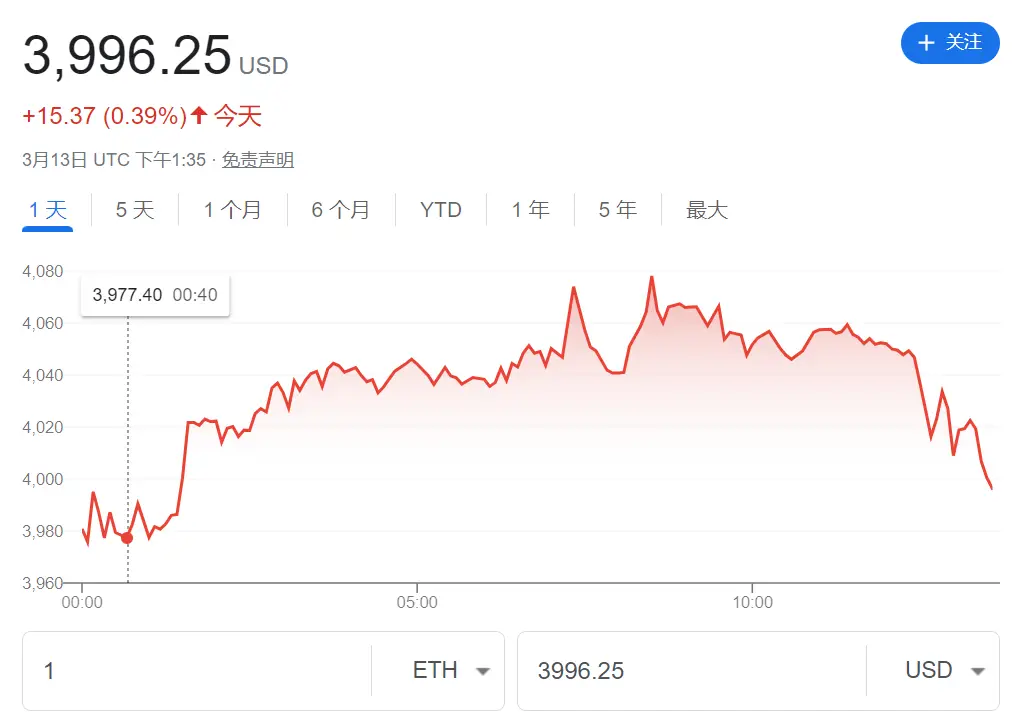 3,996.25 USD
+ 关注
+15.37 (0.39%)↑ 今天
3月13日 UTC 下午1:35 · 免责声明
1 天 5 天 1 个月 6 个月 YTD 1 年 5 年 最大
4,080
3,977.40 00:40
4,060
4,040
4,020
4,000
3,980
3,960
00:00 05:00 10:00
1 ETH 3996.25 USD